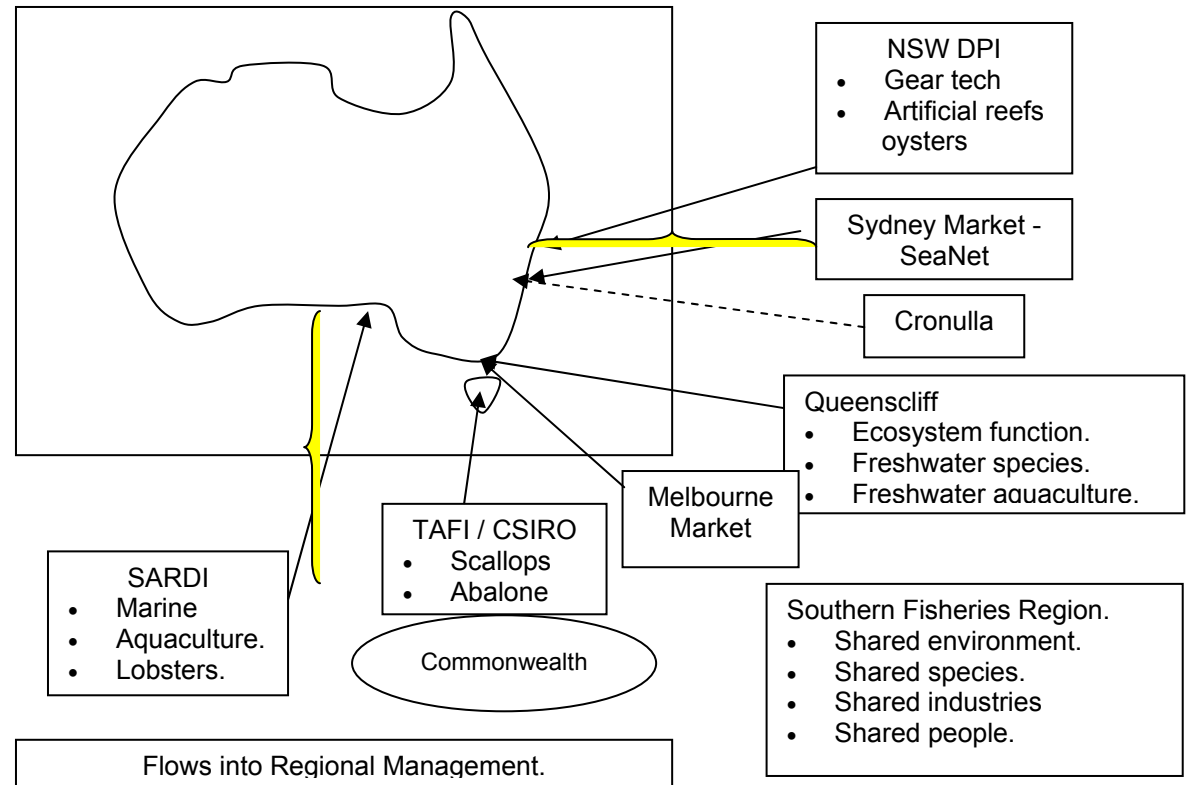 NSW DPI
• Gear tech
• Artificial reefs
oysters
Sydney Market -
SeaNet
Cronulla
Queenscliff
• Ecosystem function.
• Freshwater species.
• Freshwater aquaculture.
Melbourne
Market
TAFI / CSIRO
• Scallops
• Abalone
SARDI
• Marine
• Aquaculture.
• Lobsters.
Commonwealth
Southern Fisheries Region.
• Shared environment.
• Shared species.
• Shared industries
• Shared people.
Flows into Regional Management.